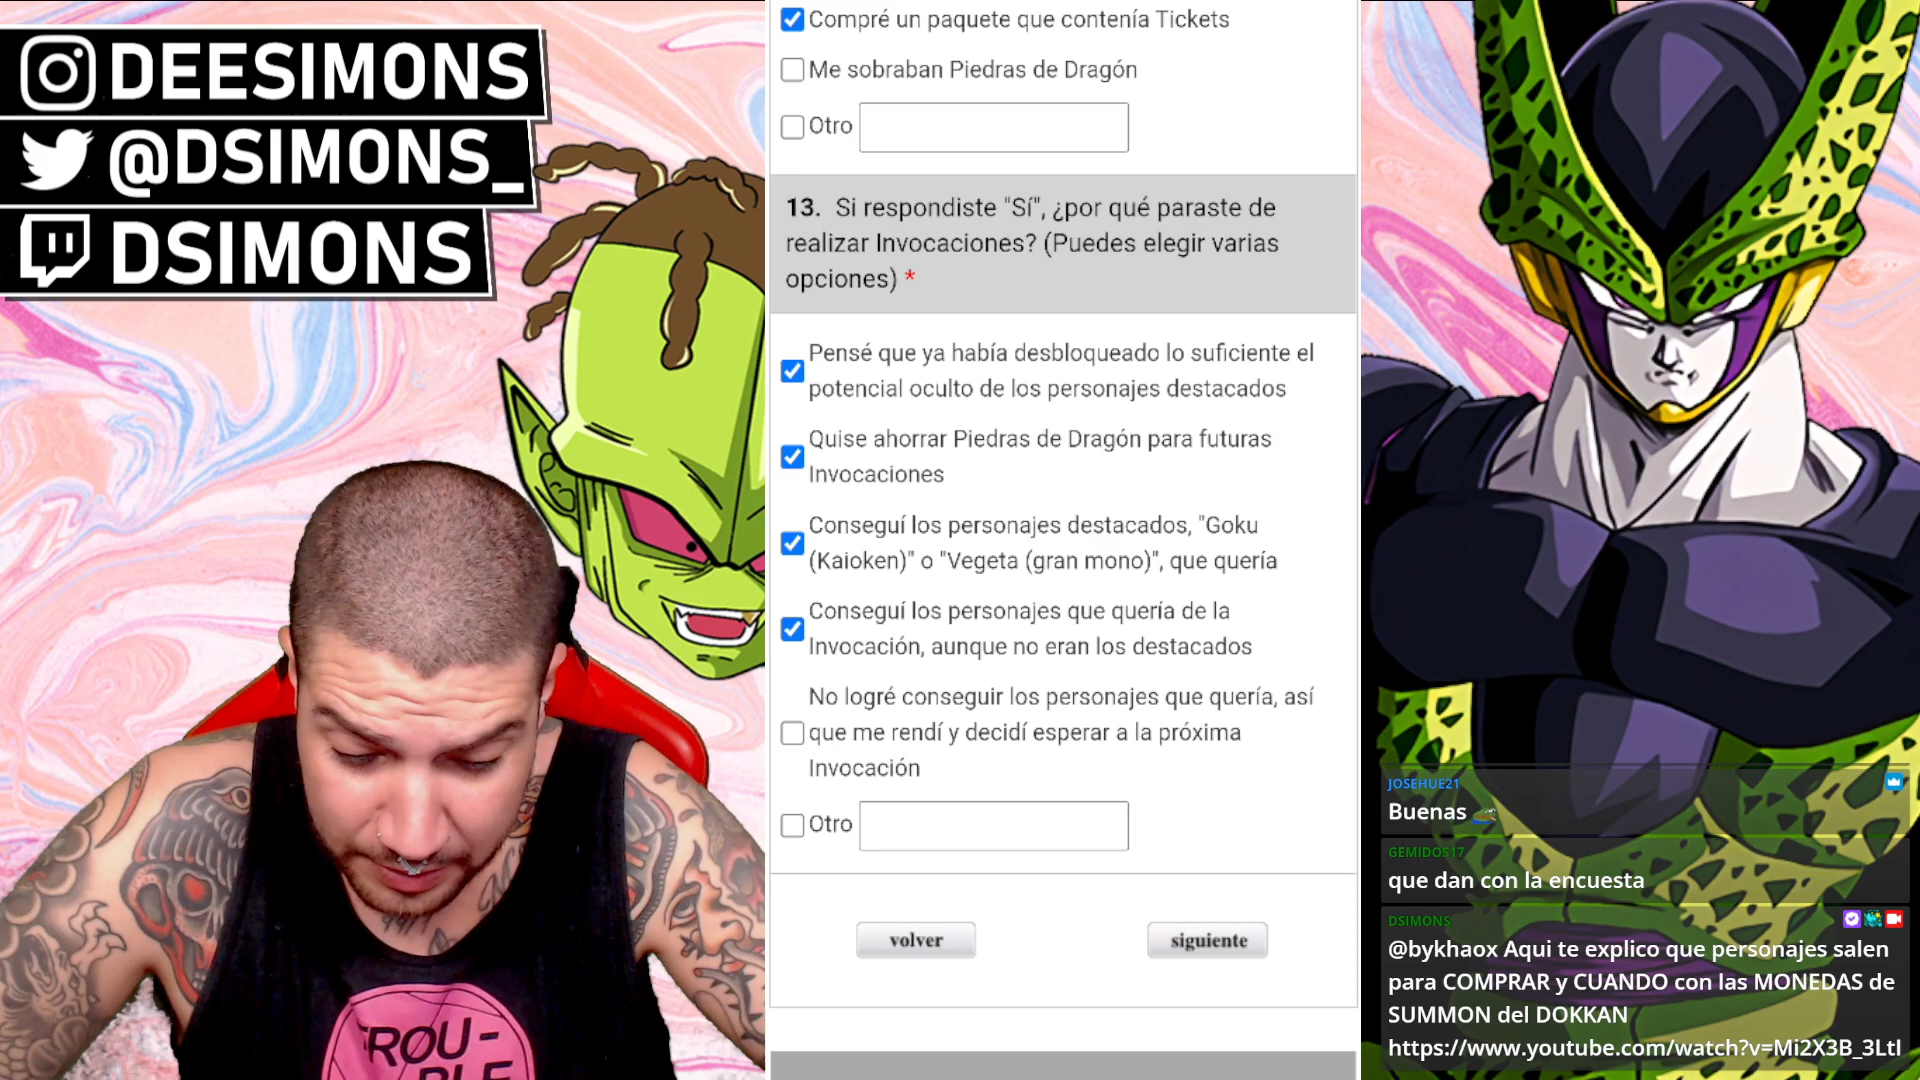 DEESIMONS
@DSIMONS_
DSIMONS
Compré un paquete que contenía Tickets
Me sobraban Piedras de Dragón
Otro
13. Si respondiste "Sí", ¿por qué paraste de
realizar Invocaciones? (Puedes elegir varias
opciones) *
Pensé que ya había desbloqueado lo suficiente el
potencial oculto de los personajes destacados
Quise ahorrar Piedras de Dragón para futuras
Invocaciones
Conseguí los personajes destacados, "Goku
(Kaioken)" o "Vegeta (gran mono)", que quería
Conseguí los personajes que quería de la
Invocación, aunque no eran los destacados
No logré conseguir los personajes que quería, así
que me rendí y decidí esperar a la próxima
Invocación
Otro
volver
siguiente
JOSEHUE21
Buenas
GEMIDOS17
que dan con la encuesta
DSIMONS
@bykhaox Aqui te explico que personajes salen
para COMPRAR y CUANDO con las MONEDAS de
SUMMON del DOKKAN
https://www.youtube.com/watch?v=Mi2X3B_3LtI
ROU-
BLE